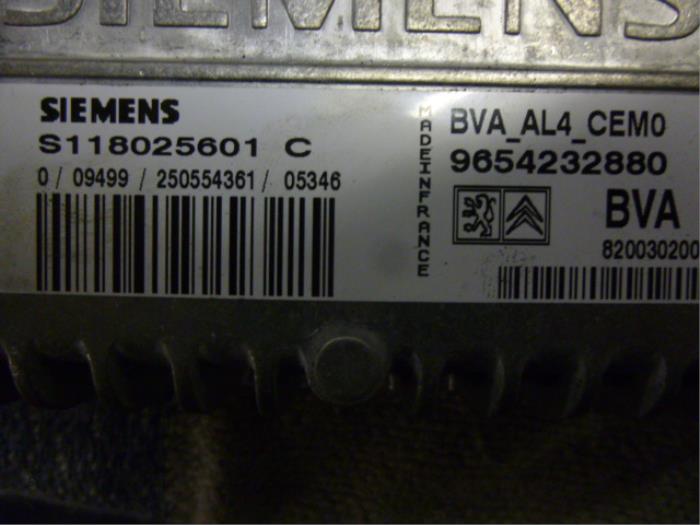 SIEMENS
SIEMENS
S118025601 C
0 / 09499 / 250554361 / 05346
MADEINFRANCE
BVA_AL4_CEM0
9654232880
BVA
820030200